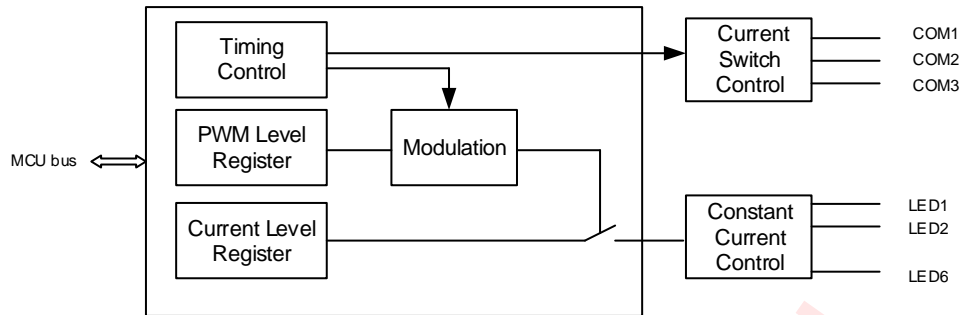 Timing
Control
Current
Switch
Control
COM1
COM2
COM3
PWM Level
Register
Modulation
MCU bus
Current Level
Register
Constant
Current
Control
LED1
LED2
LED6